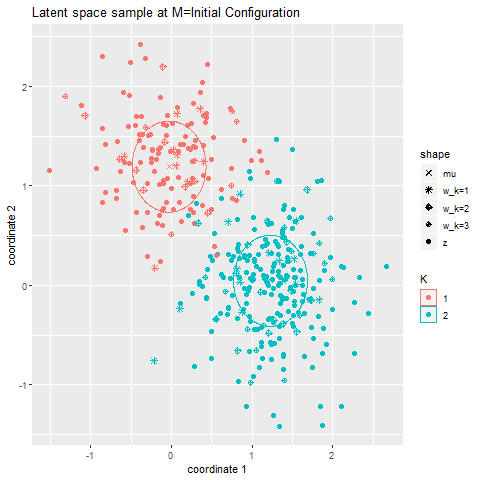 Latent space sample at M=Initial Configuration
2
1
0
-1
coordinate 2
-1
0
1
2
coordinate 1
shape
mu
w_k=1
w_k=2
w_k=3
z
K
1
2